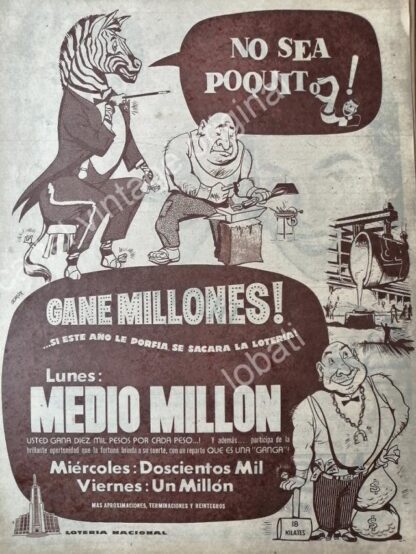 NO SEA
POQUITO!
GANE MILLONES!
...SI ESTE AÑO LE PORFIA, SE SACARA LA LOTERIA!
Lunes:
MEDIO MILLON
USTED GANA DIEZ MIL PESOS POR CADA PESO...! Y además... participa de la
brillante oportunidad que la fortuna brinda a su suerte, con un reparto QUE ES UNA "GANGA"!
Miércoles: Doscientos Mil
Viernes: Un Millón
MAS APROXIMACIONES, TERMINACIONES Y REINTEGROS
LOTERIA NACIONAL
18
KILATES
vintage original
lobati